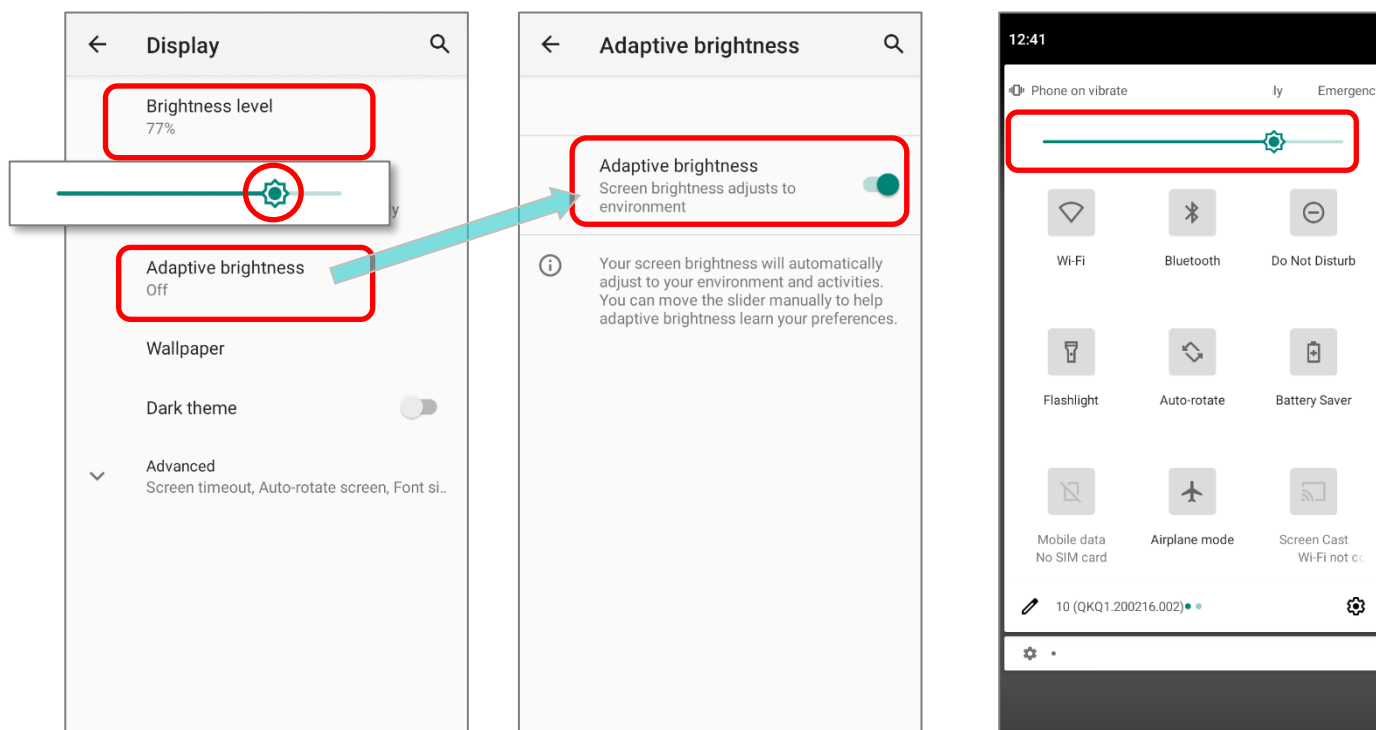 Display
Brightness level
77%
y
Adaptive brightness
Off
Wallpaper
Dark theme
Advanced
Screen timeout, Auto-rotate screen, Font si..
Adaptive brightness
Adaptive brightness
Screen brightness adjusts to
environment
Your screen brightness will automatically
adjust to your environment and activities.
You can move the slider manually to help
adaptive brightness learn your preferences.
12:41
Phone on vibrate
ly Emergenc
Wi-Fi Bluetooth Do Not Disturb
Flashlight Auto-rotate Battery Saver
Mobile data Airplane mode Screen Cast
No SIM card Wi-Fi not co
10 (QKQ1.200216.002)